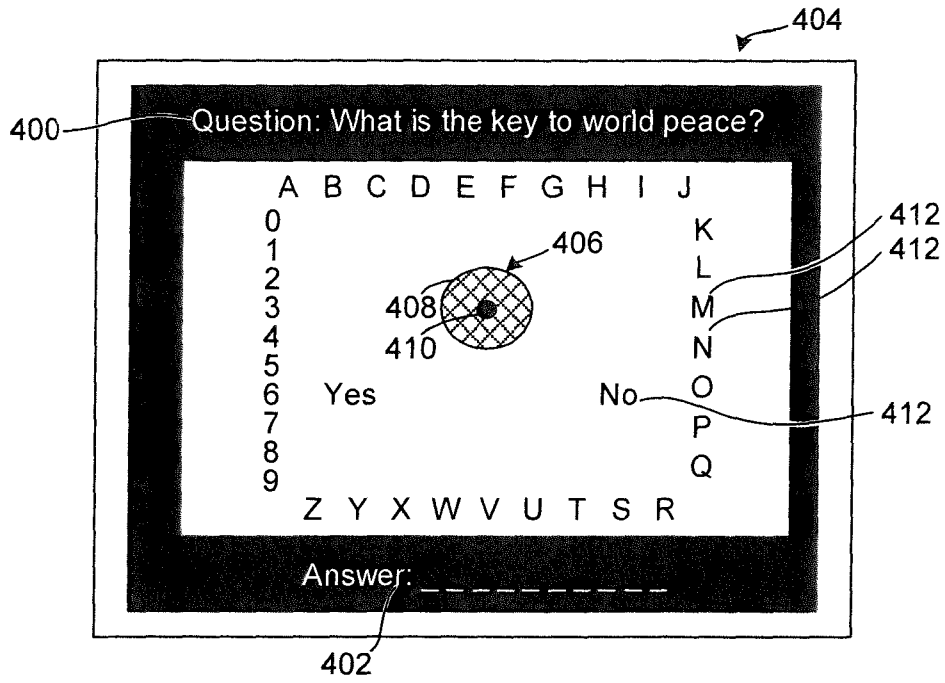 404
400
Question: What is the key to world peace?
A B C D E F G H I J
0
1
2
3
4
5
6
7
8
9
K
L
M
N
O
P
Q
412
412
412
406
408
410
Yes
No
Z Y X W V U T S R
Answer: _ _ _ _ _ _ _ _ _ _
402